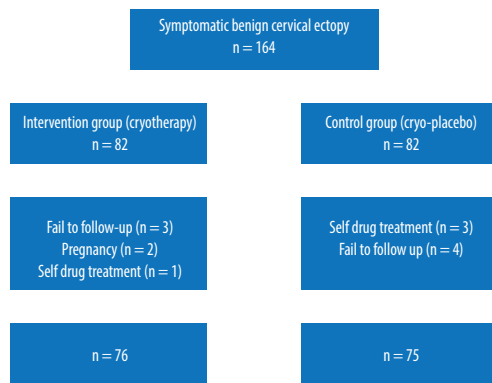 Symptomatic benign cervical ectopy
n = 164
Intervention group (cryotherapy)
n = 82
Control group (cryo-placebo)
n = 82
Fail to follow-up (n = 3)
Pregnancy (n = 2)
Self drug treatment (n = 1)
Self drug treatment (n = 3)
Fail to follow up (n = 4)
n = 76
n = 75